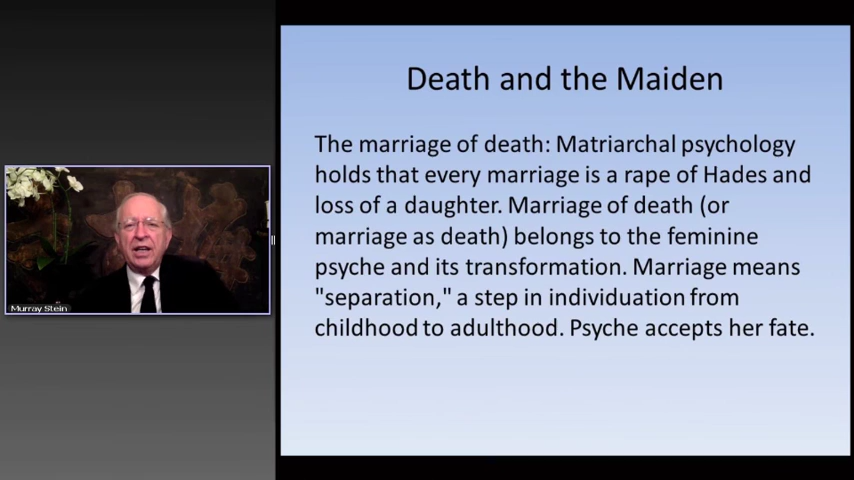 Death and the Maiden
The marriage of death: Matriarchal psychology
holds that every marriage is a rape of Hades and
loss of a daughter. Marriage of death (or
marriage as death) belongs to the feminine
psyche and its transformation. Marriage means
"separation," a step in individuation from
childhood to adulthood. Psyche accepts her fate.
Murray Stein